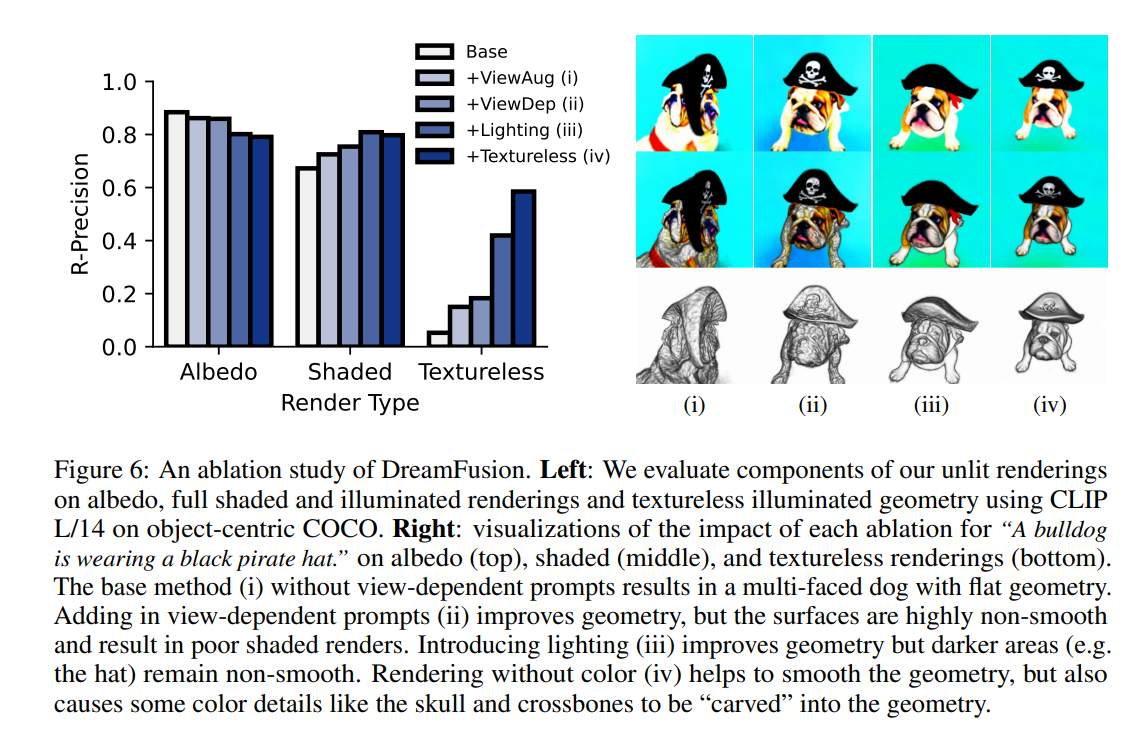 Base
+ViewAug (i)
+ViewDep (ii)
+Lighting (iii)
+Textureless (iv)
R-Precision
1.0
0.8
0.6
0.4
0.2
0.0
Albedo Shaded Textureless
Render Type
(i) (ii) (iii) (iv)
Figure 6: An ablation study of DreamFusion. Left: We evaluate components of our unlit renderings
on albedo, full shaded and illuminated renderings and textureless illuminated geometry using CLIP
L/14 on object-centric COCO. Right: visualizations of the impact of each ablation for “A bulldog
is wearing a black pirate hat.” on albedo (top), shaded (middle), and textureless renderings (bottom).
The base method (i) without view-dependent prompts results in a multi-faced dog with flat geometry.
Adding in view-dependent prompts (ii) improves geometry, but the surfaces are highly non-smooth
and result in poor shaded renders. Introducing lighting (iii) improves geometry but darker areas (e.g.
the hat) remain non-smooth. Rendering without color (iv) helps to smooth the geometry, but also
causes some color details like the skull and crossbones to be “carved” into the geometry.